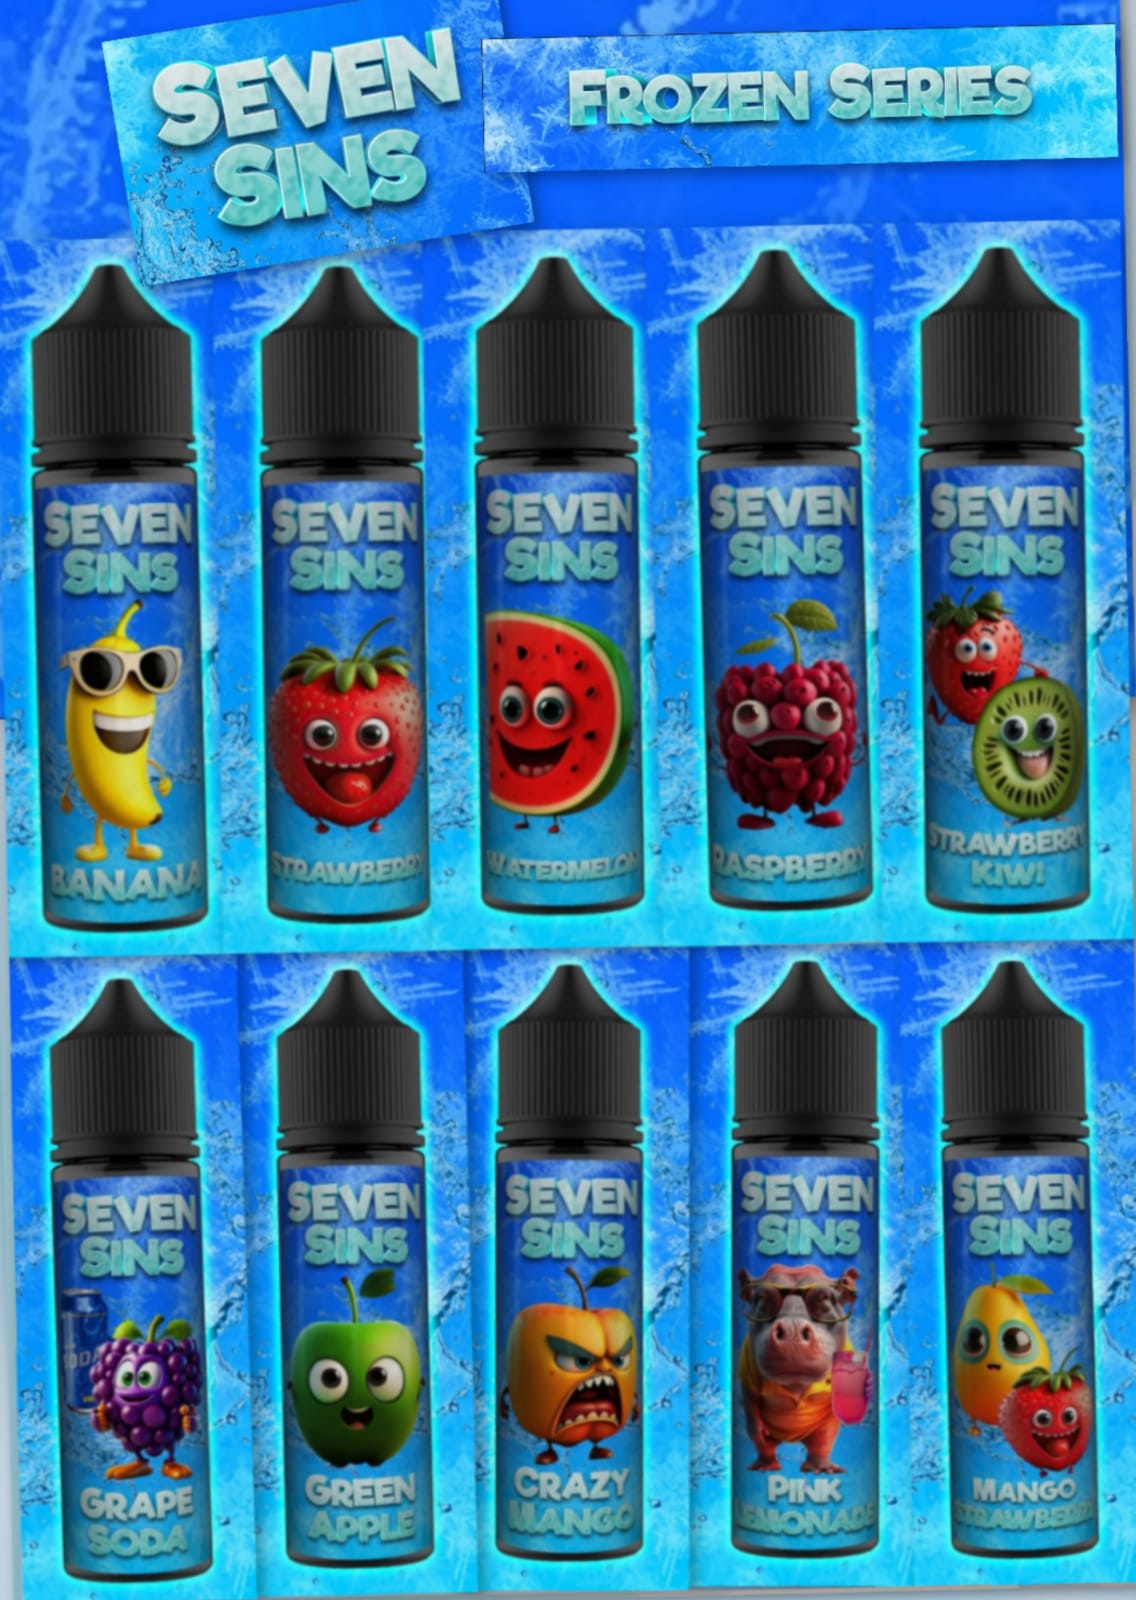 SEVEN
SINS
FROZEN SERIES
SEVEN
SINS
BANANA
SEVEN
SINS
STRAWBERRY
SEVEN
SINS
WATERMELON
SEVEN
SINS
RASPBERRY
SEVEN
SINS
STRAWBERRY
KIWI
SEVEN
SINS
GRAPE
SODA
SEVEN
SINS
GREEN
APPLE
SEVEN
SINS
CRAZY
MANGO
SEVEN
SINS
PINK
LEMONADE
SEVEN
SINS
MANGO
STRAWBERRY